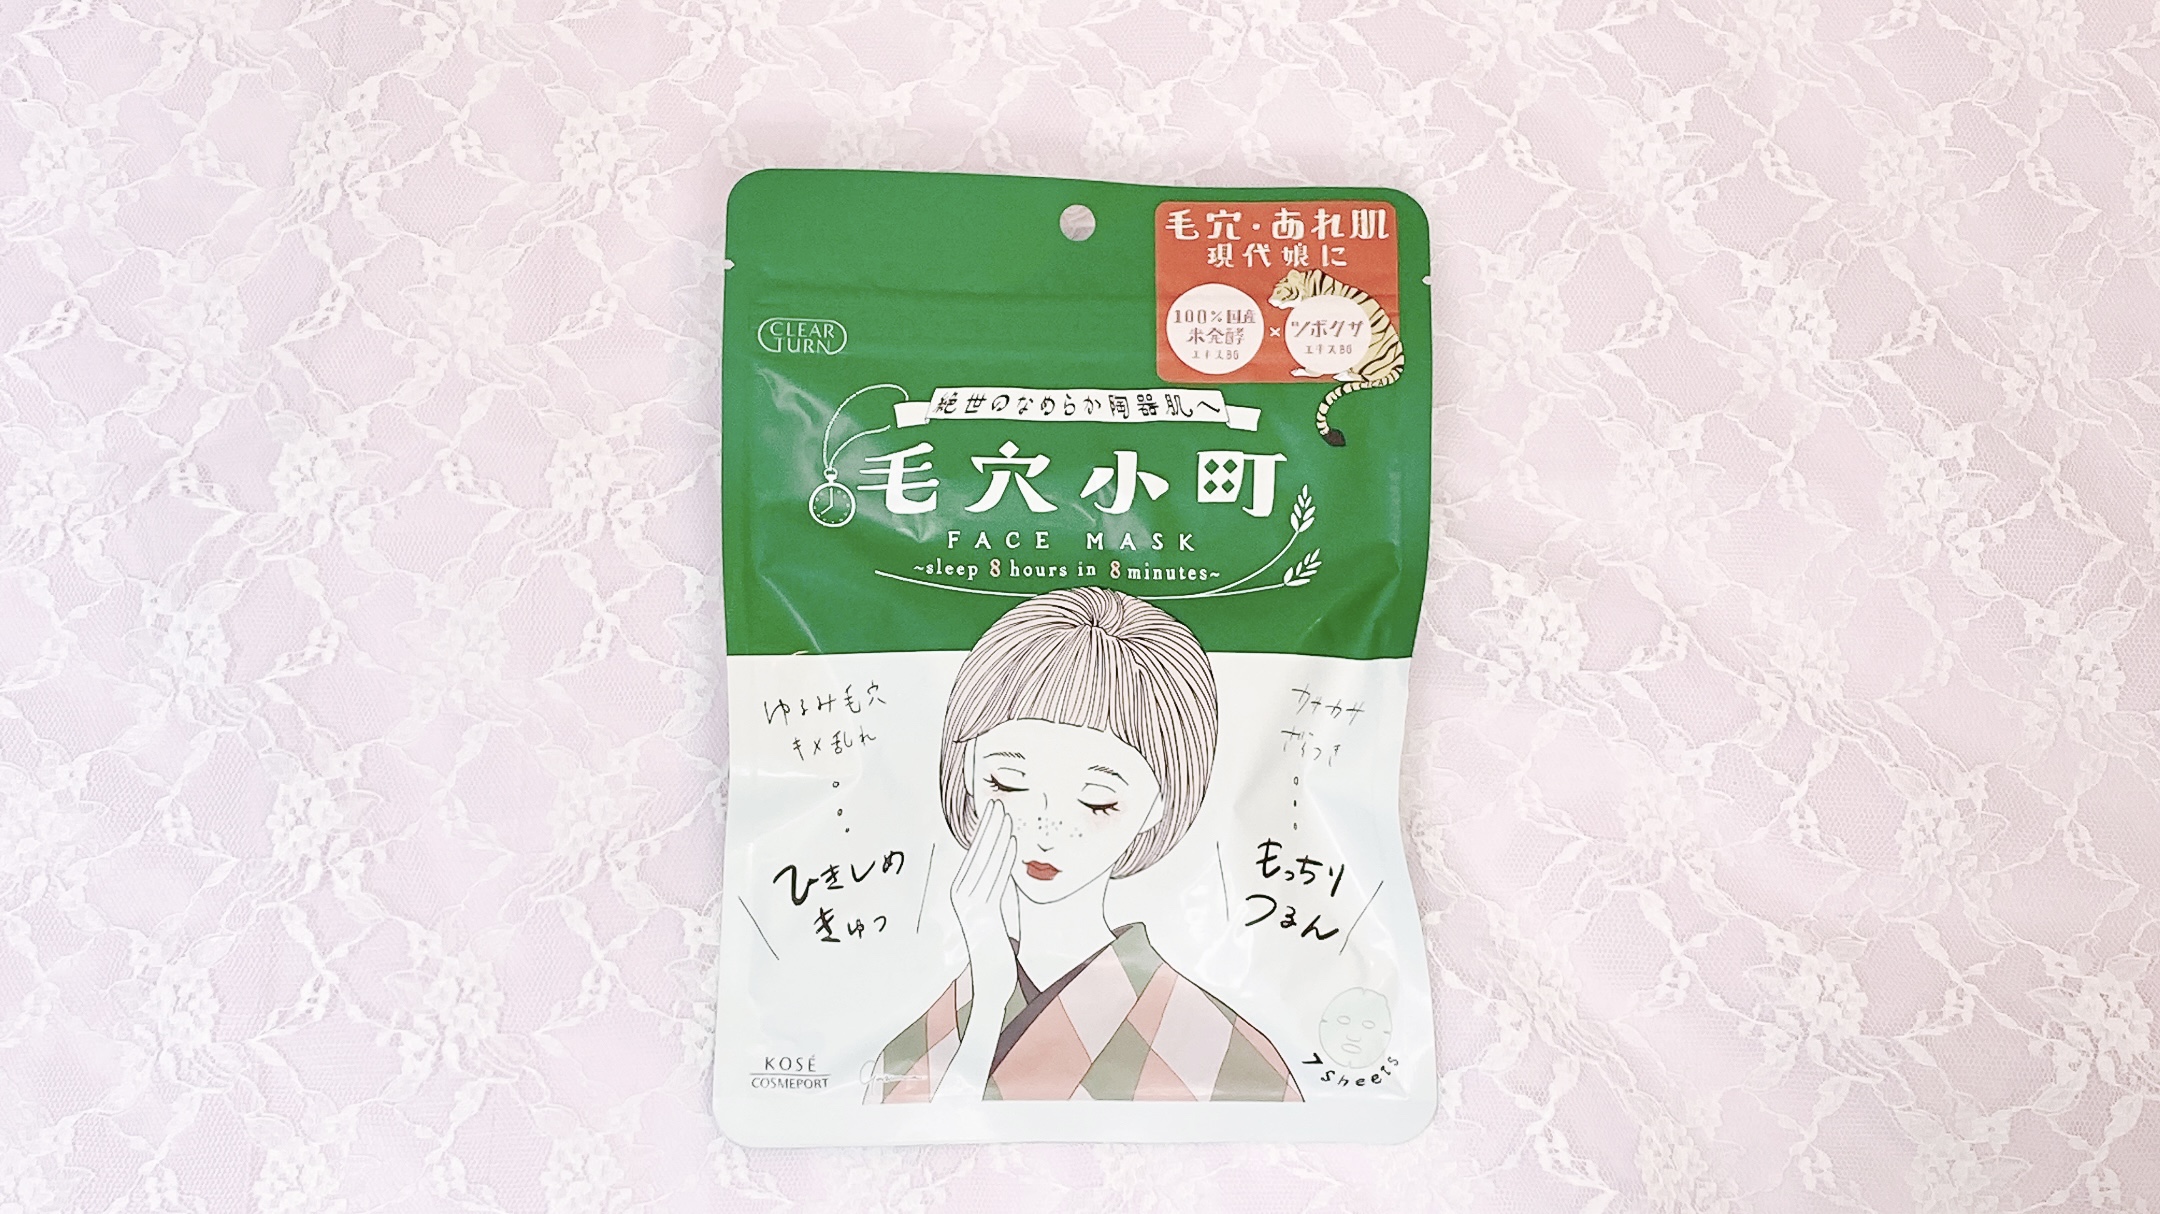 毛穴・あれ肌
現代娘に
100%国産
米発酵
エキスBG
×
ツボクサ
エキスBG
CLEAR
TURN
絶世のなめらか陶器肌へ
毛穴小町
FACE MASK
~sleep 8 hours in 8 minutes~
ゆるみ毛穴
キメ乱れ
ひきしめ
きゅっ
カサカサ
ざらつき
もっちり
つるん
KOSÉ
COSMEPORT
7 sheets